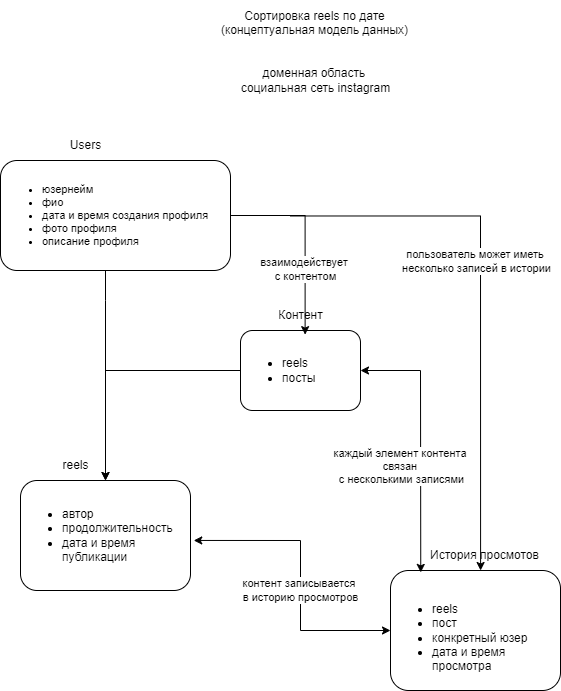 Сортировка reels по дате
(концептуальная модель данных)
доменная область
социальная сеть instagram
Users
юзернейм
фио
дата и время создания профиля
фото профиля
описание профиля
взаимодействует
с контентом
пользователь может иметь
несколько записей в истории
Контент
reels
посты
каждый элемент контента
связан
с несколькими записями
reels
автор
продолжительность
дата и время
публикации
контент записывается
в историю просмотров
История просмотов
reels
пост
конкретный юзер
дата и время
просмотра